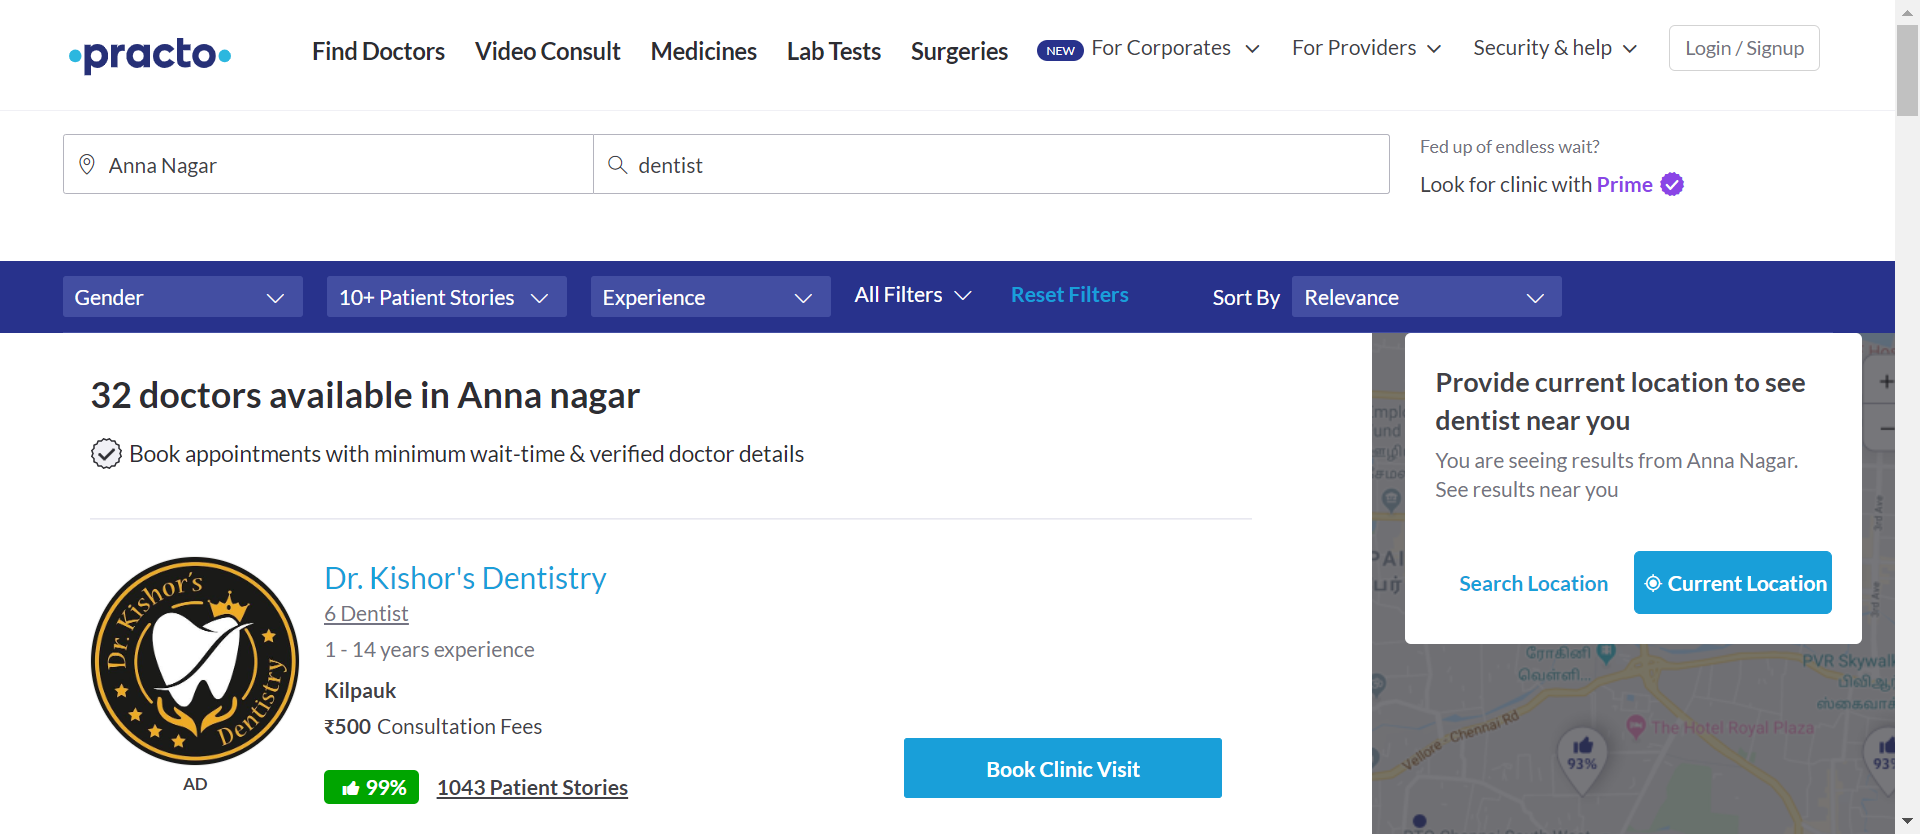 practo
Find Doctors
Video Consult
Medicines
Lab Tests
Surgeries
NEW
For Corporates
For Providers
Security & help
Login / Signup
Anna Nagar
dentist
Fed up of endless wait?
Look for clinic with Prime
Gender
10+ Patient Stories
Experience
All Filters
Reset Filters
Sort By
Relevance
32 doctors available in Anna nagar
Book appointments with minimum wait-time & verified doctor details
Dr. Kishor's Dentistry
AD
Dr. Kishor's Dentistry
6 Dentist
1 - 14 years experience
Kilpauk
₹500 Consultation Fees
99%
1043 Patient Stories
Book Clinic Visit
Provide current location to see
dentist near you
You are seeing results from Anna Nagar.
See results near you
Search Location
Current Location
3rd Ave
3rd Ave
ரோகினி
வெள்ளி...
PVR Skywalk
The Hotel Royal Plaza
Vellore - Chennai Rd
93%